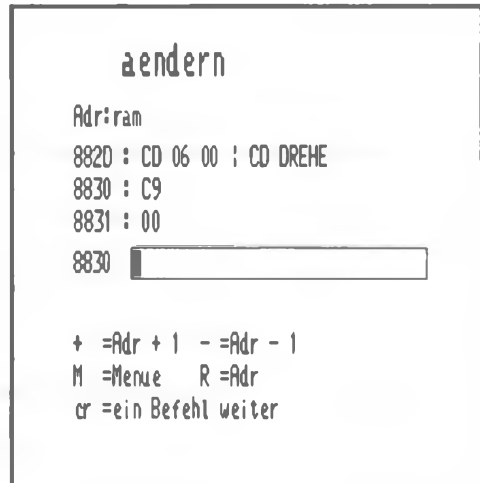 aendern
Adr:ram
882D : CD 06 00 : CD DREHE
8830 : C9
8831 : 00
8830
+ =Adr + 1 - =Adr - 1
M =Menue R =Adr
cr =ein Befehl weiter